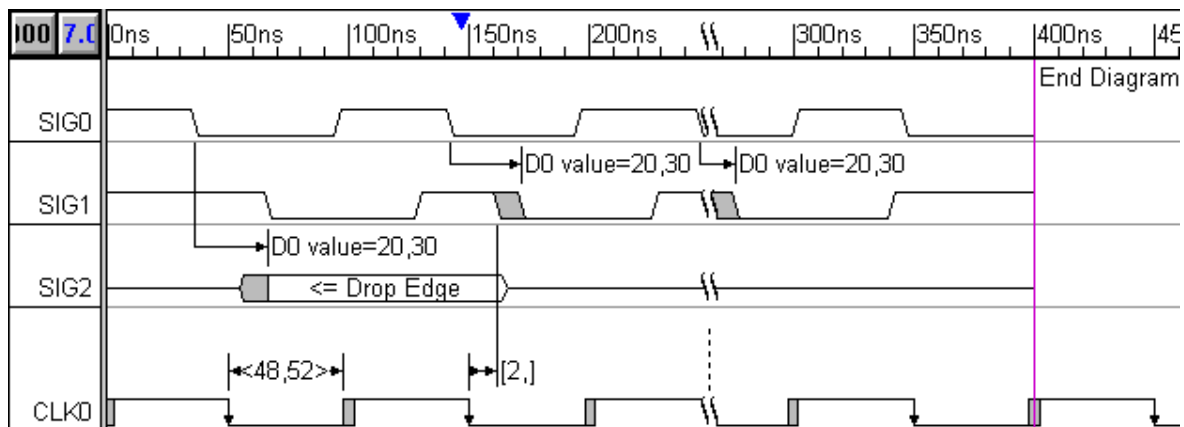 00 7.0 0ns 50ns 100ns 150ns 200ns 300ns 350ns 400ns 45
End Diagram
SIG0
D0 value=20,30 D0 value=20,30
SIG1
D0 value=20,30
SIG2 <= Drop Edge
<48,52> [2,]
CLK0